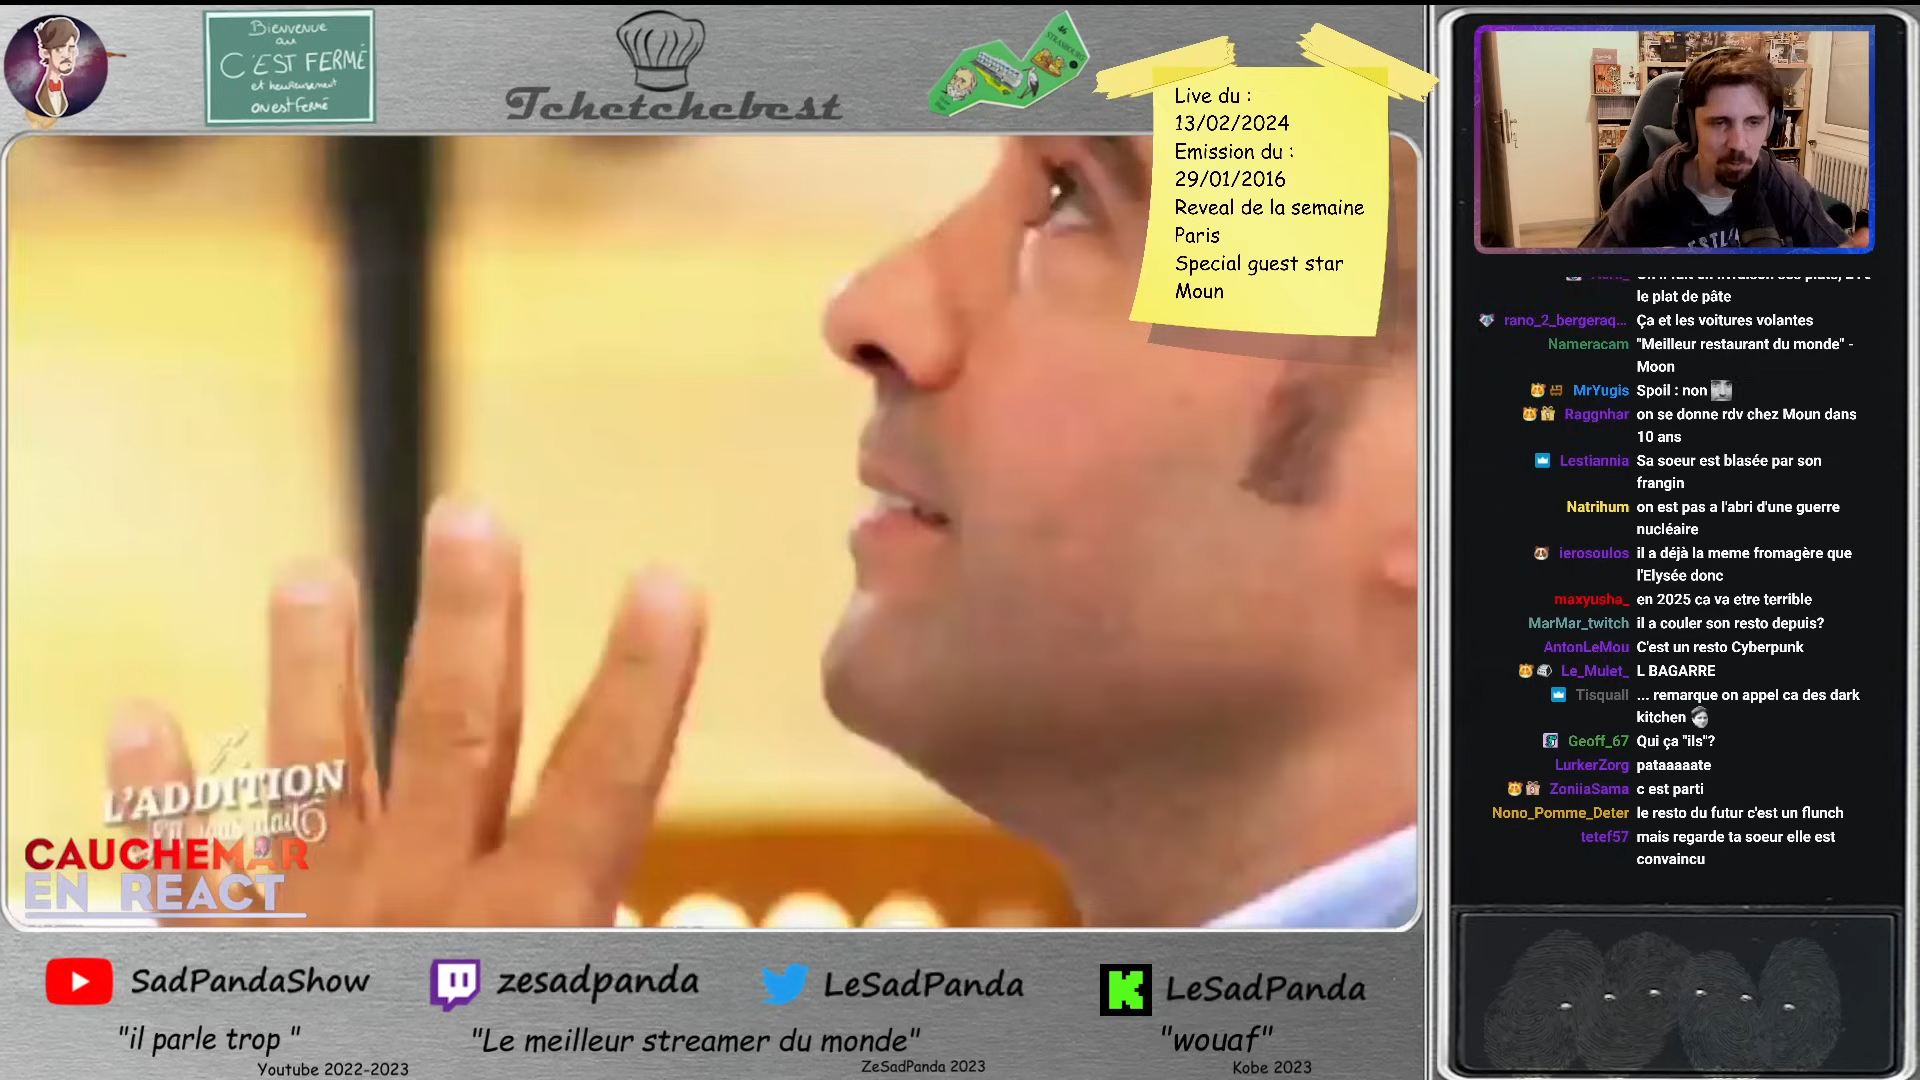 Bienvenue
au
C'EST FERMÉ
et heureusement
on est fermé
Tchetchebest
STRASBOURG
Live du :
13/02/2024
Emission du :
29/01/2016
Reveal de la semaine
Paris
Special guest star
Moun
L'ADDITION
s'il vous plaît
CAUCHEMAR
EN REACT
le plat de pâte
rano_2_bergeraq... Ça et les voitures volantes
Nameracam "Meilleur restaurant du monde" -
Moon
MrYugis Spoil : non
Raggnhar on se donne rdv chez Moun dans
10 ans
Lestiannia Sa soeur est blasée par son
frangin
Natrihum on est pas a l'abri d'une guerre
nucléaire
ierosoulos il a déjà la meme fromagère que
l'Elysée donc
maxyusha_ en 2025 ca va etre terrible
MarMar_twitch il a couler son resto depuis?
AntonLeMou C'est un resto Cyberpunk
Le_Mulet_ L BAGARRE
Tisquall ... remarque on appel ca des dark
kitchen
Geoff_67 Qui ça "ils"?
LurkerZorg pataaaaate
ZoniiaSama c est parti
Nono_Pomme_Deter le resto du futur c'est un flunch
tetef57 mais regarde ta soeur elle est
convaincu
SadPandaShow
zesadpanda
LeSadPanda
LeSadPanda
"il parle trop "
Youtube 2022-2023
"Le meilleur streamer du monde"
ZeSadPanda 2023
"wouaf"
Kobe 2023